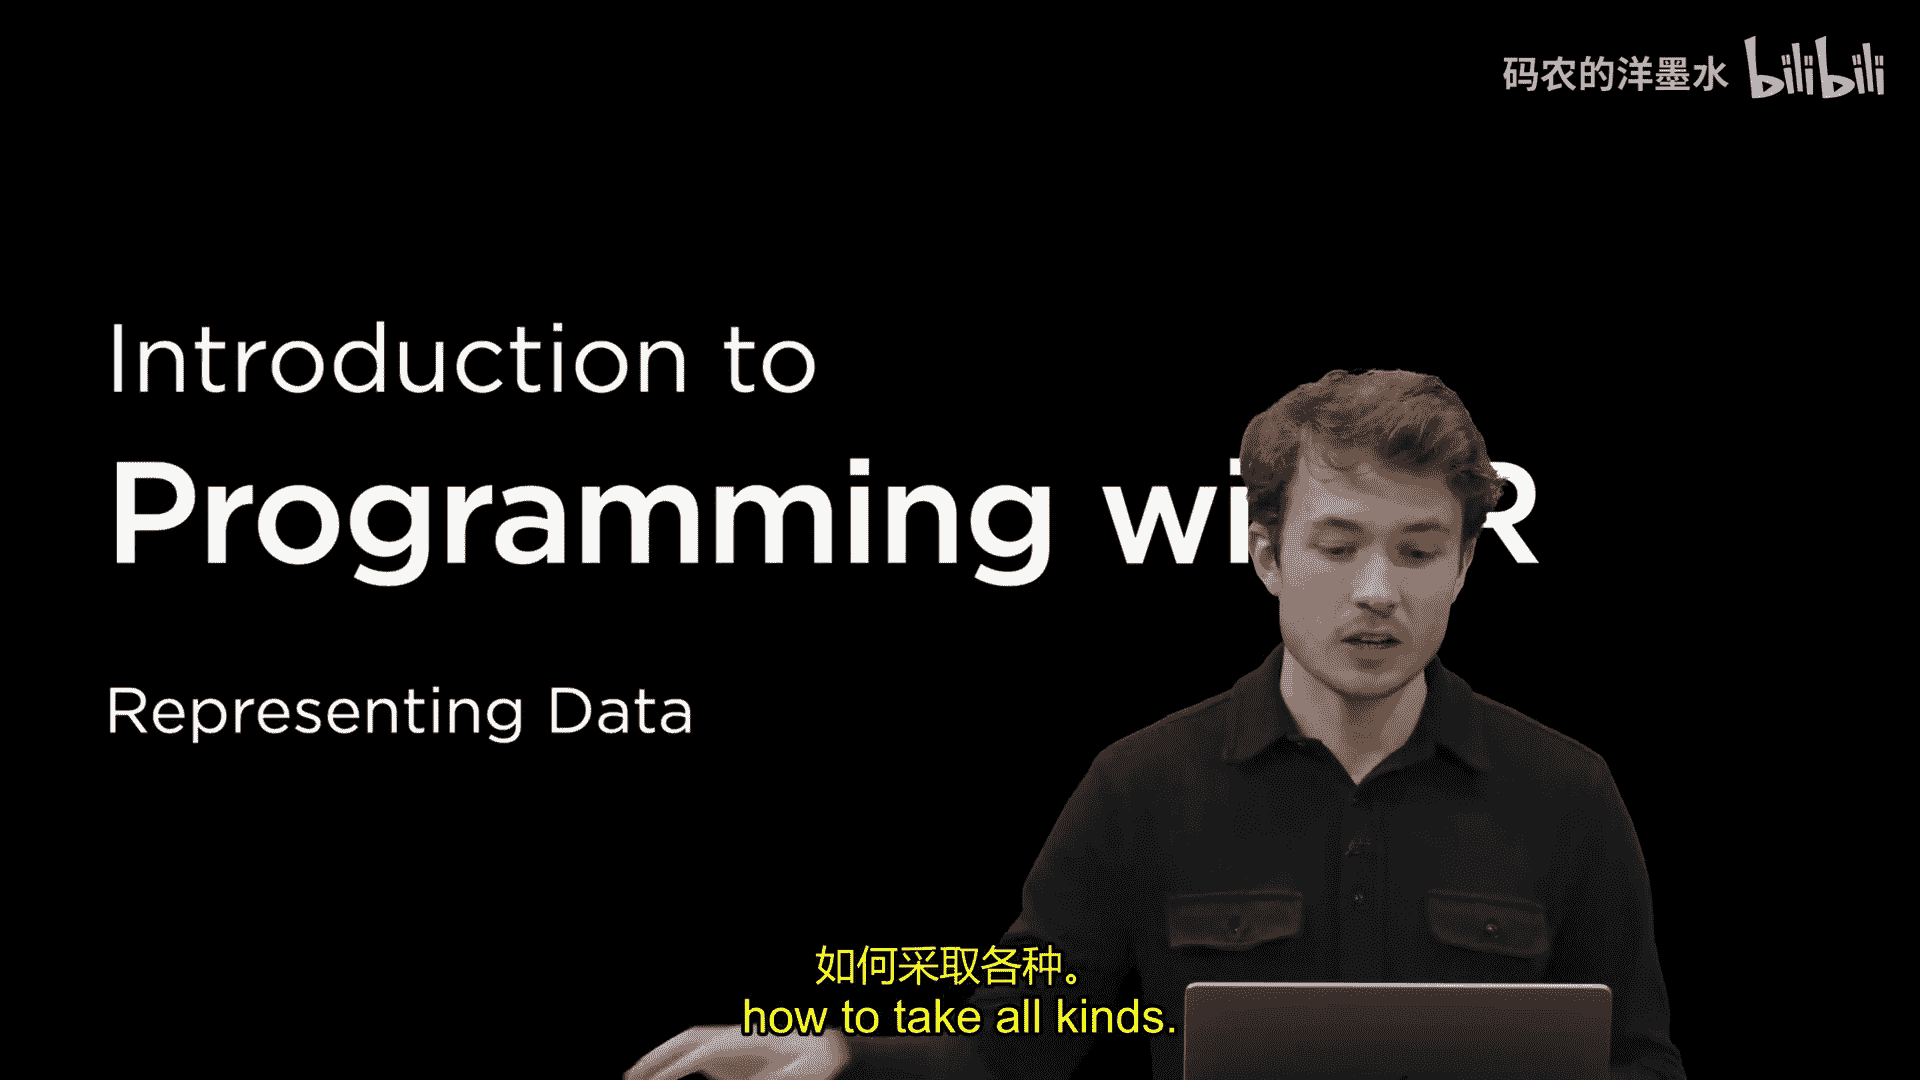 码农的洋墨水 bilibili
Introduction to
Programming wi R
Representing Data
如何采取各种。
how to take all kinds.